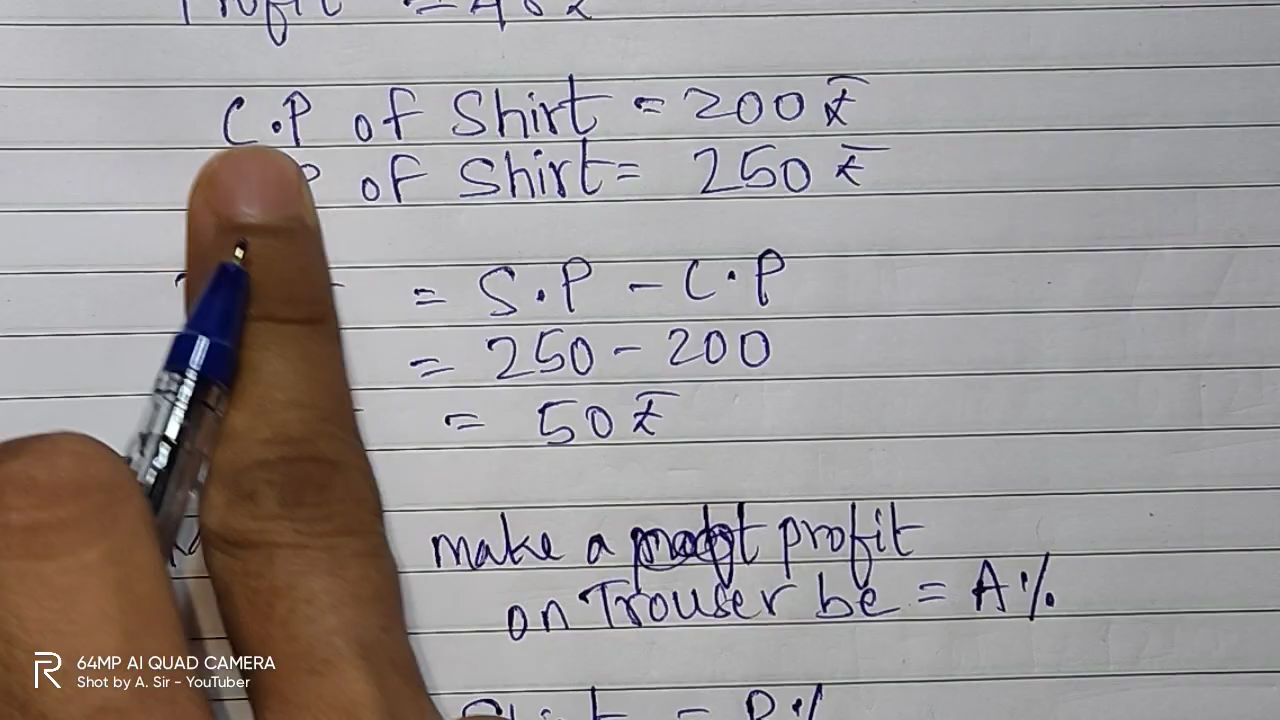 Profit =
C.P of Shirt = 200 ₹
P of Shirt = 250 ₹
= S.P - C.P
= 250 - 200
= 50 ₹
make a profit
on Trouser be = A%
= B%
64MP AI QUAD CAMERA
Shot by A. Sir - YouTuber